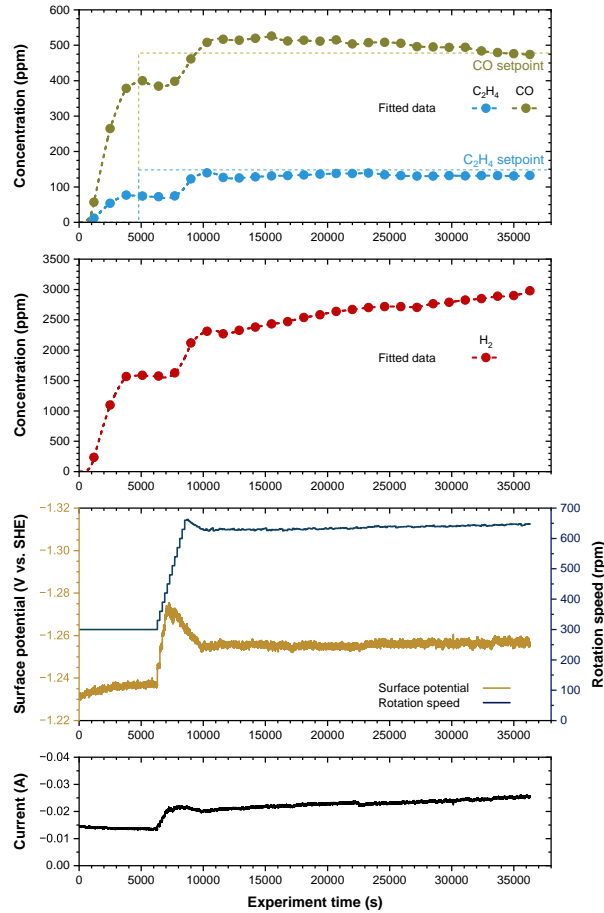 600
500
400
300
200
100
0
Concentration (ppm)
CO setpoint
C₂H₄ CO
Fitted data
C₂H₄ setpoint
0 5000 10000 15000 20000 25000 30000 35000
3500
3000
2500
2000
1500
1000
500
0
Concentration (ppm)
H₂
Fitted data
0 5000 10000 15000 20000 25000 30000 35000
−1.32
−1.30
−1.28
−1.26
−1.24
−1.22
Surface potential (V vs. SHE)
700
600
500
400
300
200
100
0
Rotation speed (rpm)
Surface potential
Rotation speed
0 5000 10000 15000 20000 25000 30000 35000
−0.04
−0.03
−0.02
−0.01
0.00
Current (A)
0 5000 10000 15000 20000 25000 30000 35000
Experiment time (s)